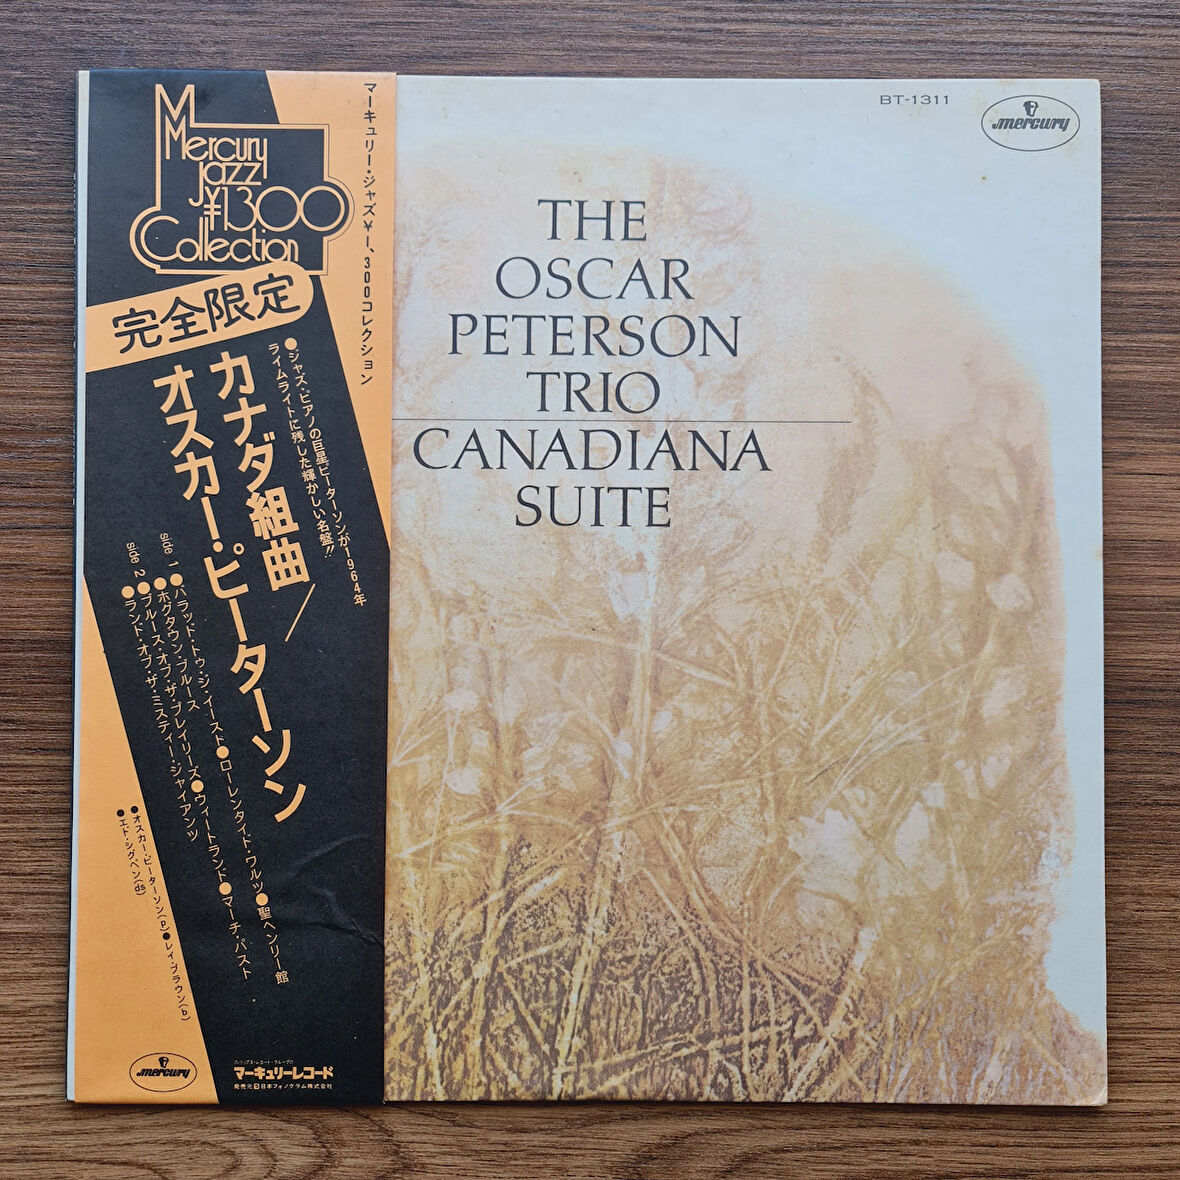 Mercury
jazz
¥1300
Collection
マーキュリー・ジャズ￥1,300コレクション
完全限定
●ジャズ・ピアノの巨星ピーターソンが1964年
ライムライトに残した輝かしい名盤!!
カナダ組曲/
オスカー・ピーターソン
side 1●バラッド・トゥ・ジ・イースト●ローレンタイド・ワルツ●聖ヘンリー館
●ホグタウン・ブルース
side 2●ブルース・オブ・ザ・プレイリーズ●ウィートランド●マーチ・パスト
●ランド・オブ・ザ・ミスティー・ジャイアンツ
●オスカー・ピーターソン(p)●レイ・ブラウン(b)
●エド・シグペン(ds)
mercury
フィリップス・レコード・グループの
マーキュリーレコード
発売元 日本フォノグラム株式会社
BT-1311
mercury
THE
OSCAR
PETERSON
TRIO
CANADIANA
SUITE